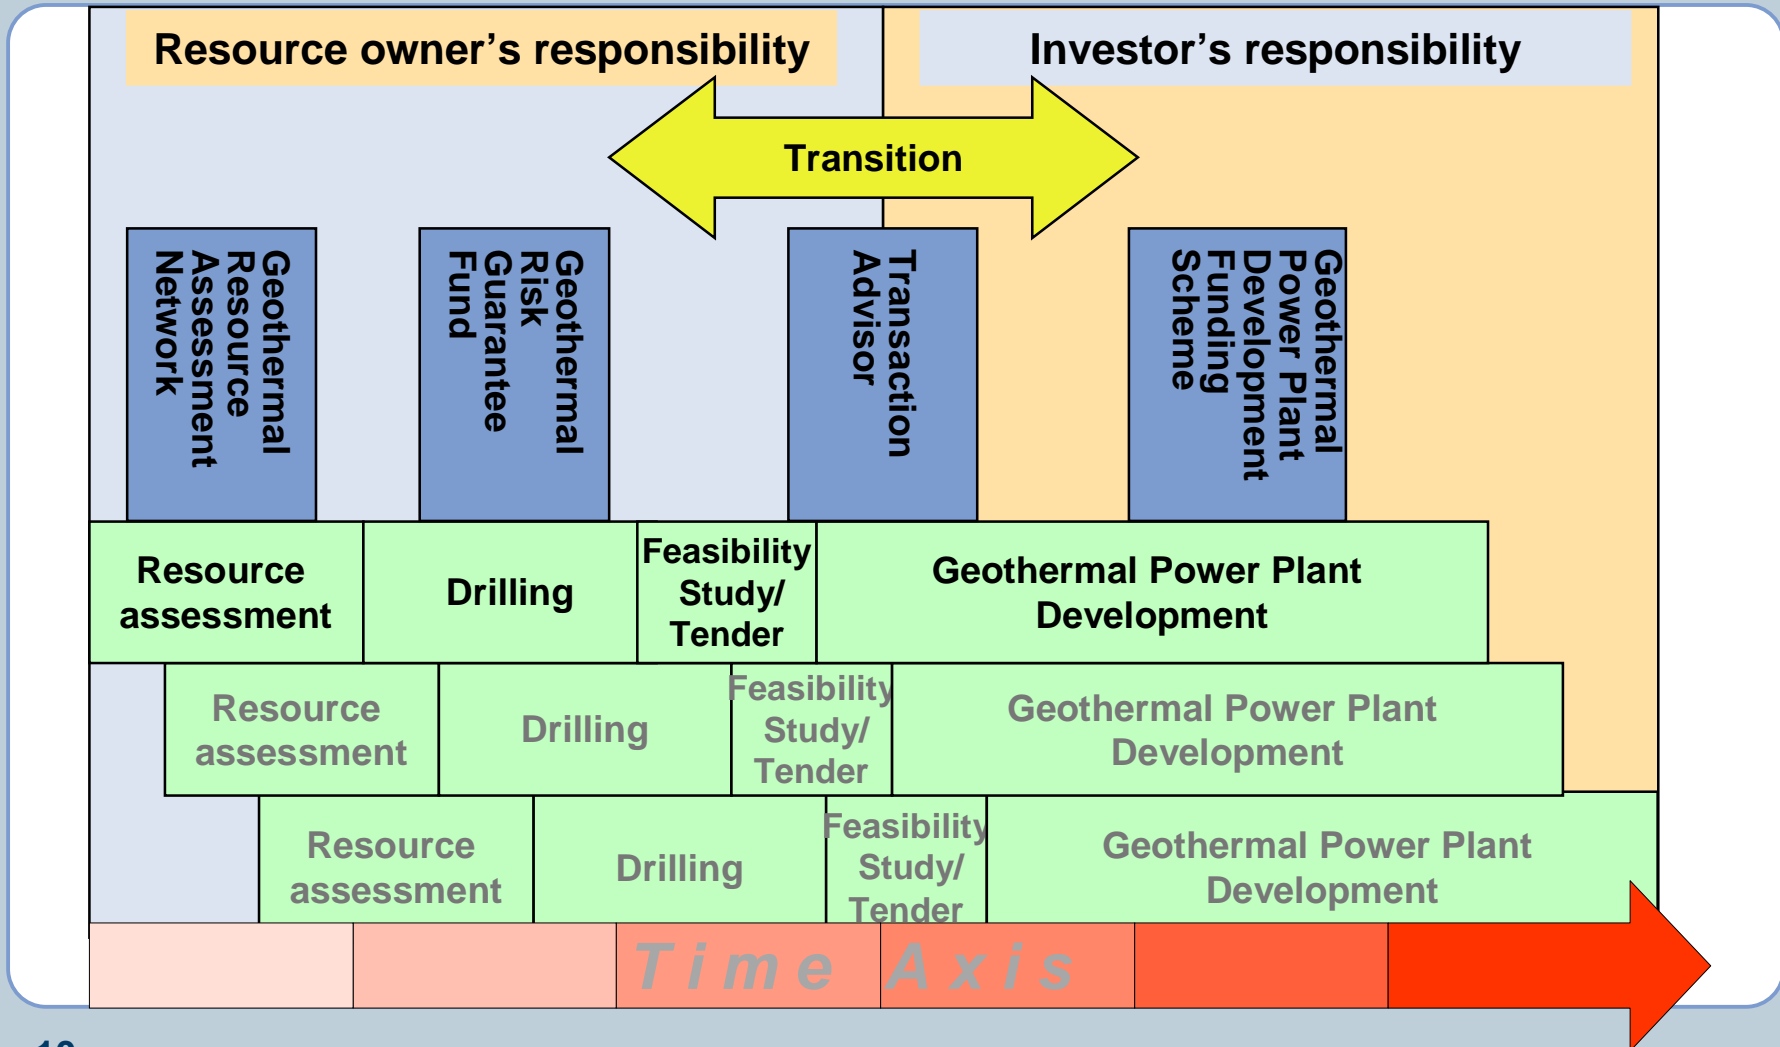 Resource owner’s responsibility
Investor’s responsibility
Transition
Geothermal
Resource
Assessment
Network
Geothermal
Risk
Guarantee
Fund
Transaction
Advisor
Geothermal
Power Plant
Development
Funding
Scheme
Resource
assessment
Drilling
Feasibility
Study/
Tender
Geothermal Power Plant
Development
Resource
assessment
Drilling
Feasibility
Study/
Tender
Geothermal Power Plant
Development
Resource
assessment
Drilling
Feasibility
Study/
Tender
Geothermal Power Plant
Development
Time Axis